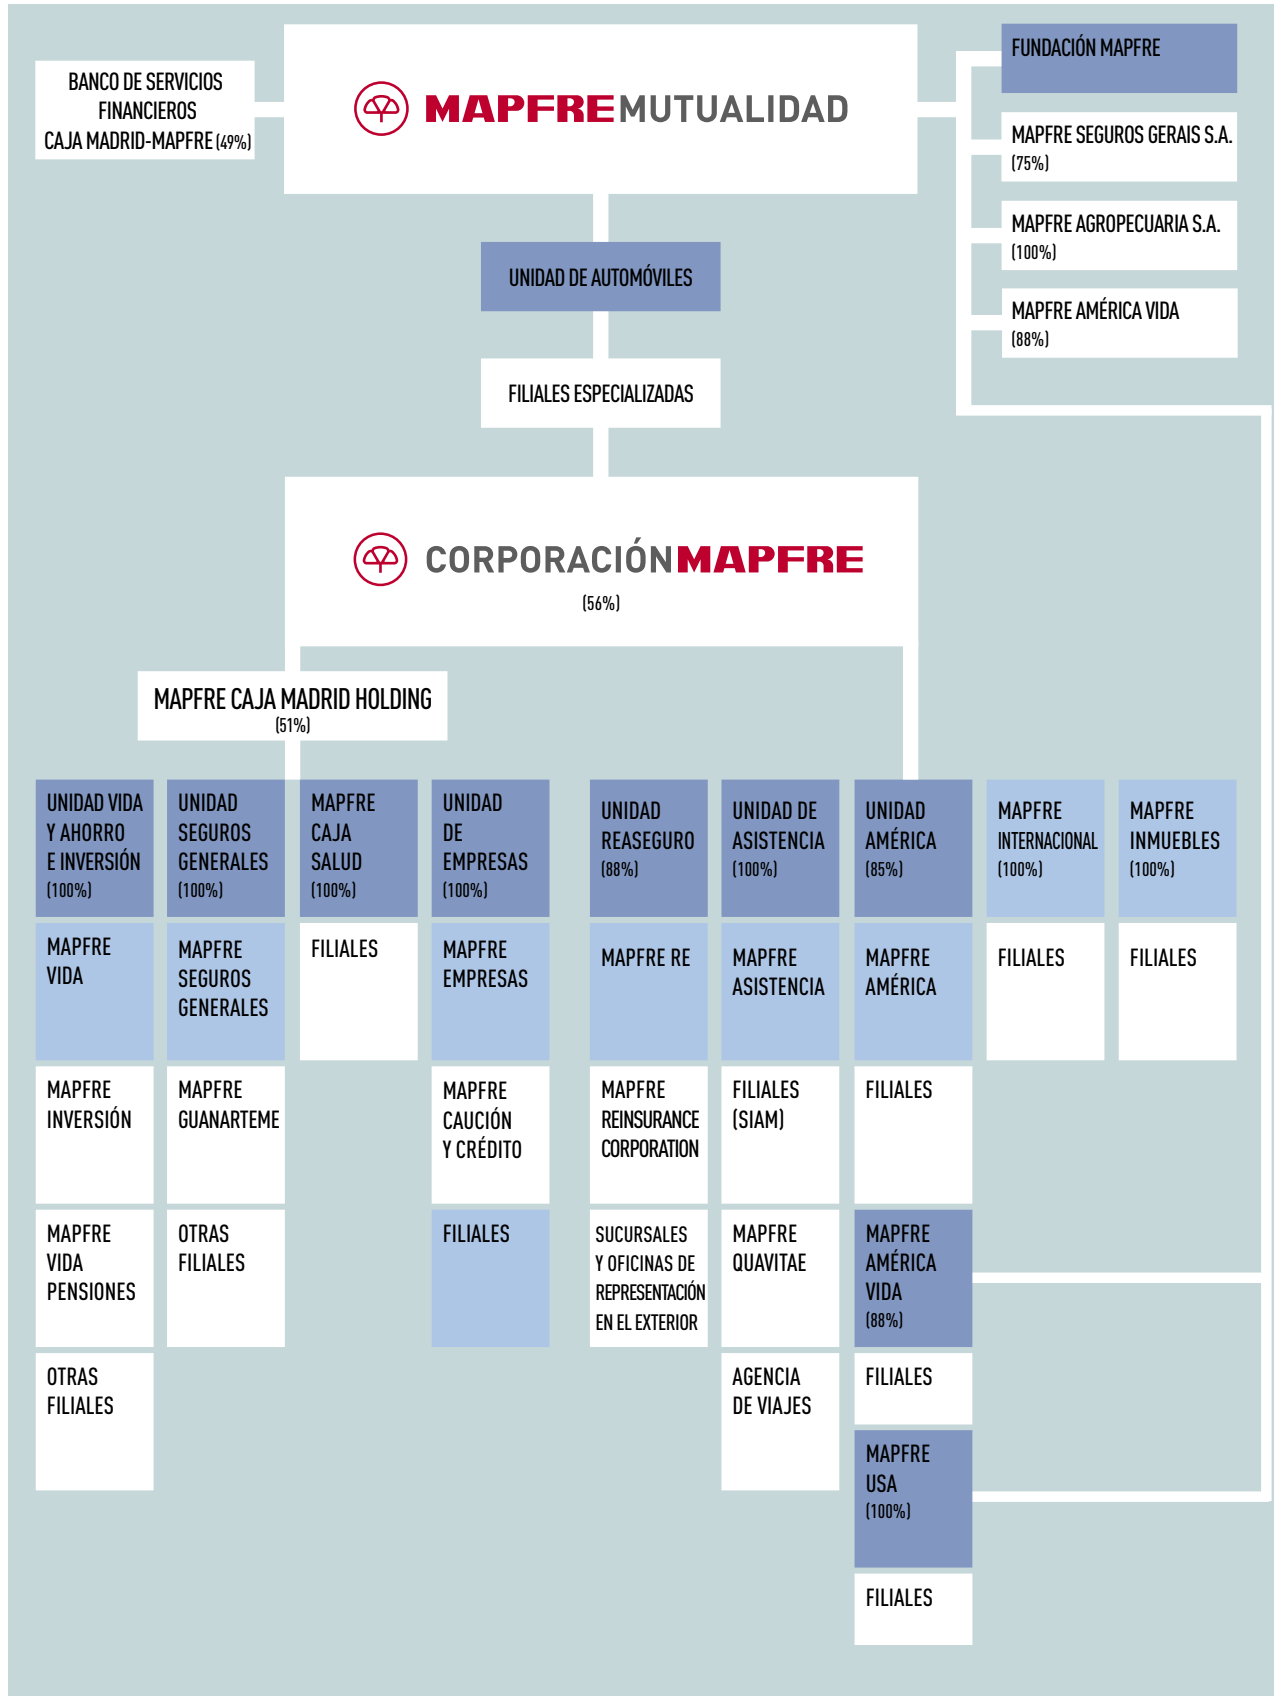 BANCO DE SERVICIOS
FINANCIEROS
CAJA MADRID-MAPFRE (49%)
MAPFRE MUTUALIDAD
FUNDACIÓN MAPFRE
MAPFRE SEGUROS GERAIS S.A.
(75%)
MAPFRE AGROPECUARIA S.A.
(100%)
MAPFRE AMÉRICA VIDA
(88%)
UNIDAD DE AUTOMÓVILES
FILIALES ESPECIALIZADAS
CORPORACIÓN MAPFRE
(56%)
MAPFRE CAJA MADRID HOLDING
(51%)
UNIDAD VIDA
Y AHORRO
E INVERSIÓN
(100%)
MAPFRE
VIDA
MAPFRE
INVERSIÓN
MAPFRE
VIDA
PENSIONES
OTRAS
FILIALES
UNIDAD
SEGUROS
GENERALES
(100%)
MAPFRE
SEGUROS
GENERALES
MAPFRE
GUANARTEME
OTRAS
FILIALES
MAPFRE
CAJA
SALUD
(100%)
FILIALES
UNIDAD
DE
EMPRESAS
(100%)
MAPFRE
EMPRESAS
MAPFRE
CAUCIÓN
Y CRÉDITO
FILIALES
UNIDAD
REASEGURO
(88%)
MAPFRE RE
MAPFRE
REINSURANCE
CORPORATION
SUCURSALES
Y OFICINAS DE
REPRESENTACIÓN
EN EL EXTERIOR
UNIDAD DE
ASISTENCIA
(100%)
MAPFRE
ASISTENCIA
FILIALES
(SIAM)
MAPFRE
QUAVITAE
AGENCIA
DE VIAJES
UNIDAD
AMÉRICA
(85%)
MAPFRE
AMÉRICA
FILIALES
MAPFRE
AMÉRICA
VIDA
(88%)
FILIALES
MAPFRE
USA
(100%)
FILIALES
MAPFRE
INTERNACIONAL
(100%)
FILIALES
MAPFRE
INMUEBLES
(100%)
FILIALES